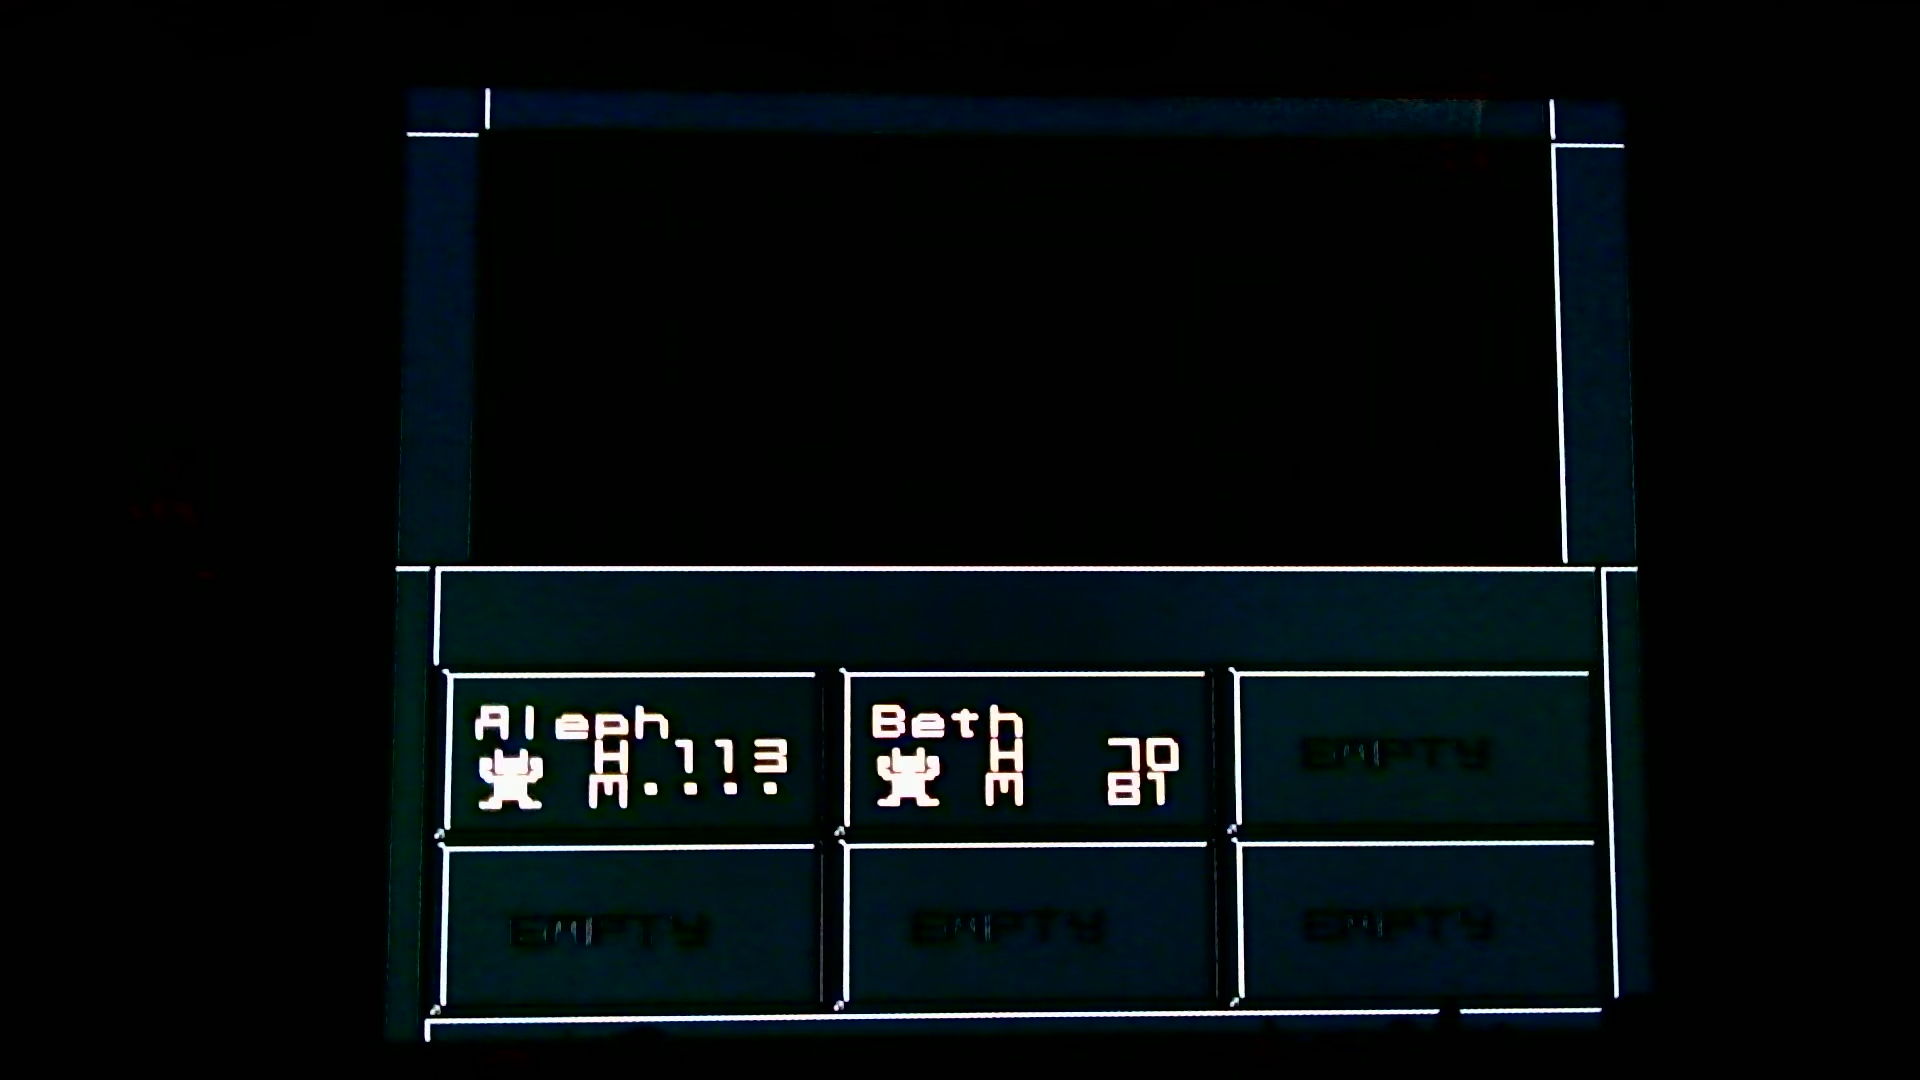 Aleph
H 113
M ....
Beth
H 70
M 81
EMPTY
EMPTY
EMPTY
EMPTY